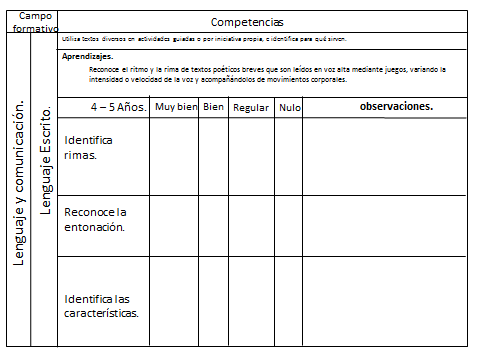 Campo
formativo
Competencias
Utiliza textos diversos en actividades guiadas o por iniciativa propia, e identifica para qué sirven.
Aprendizajes.
Reconoce el ritmo y la rima de textos poéticos breves que son leídos en voz alta mediante juegos, variando la
intensidad o velocidad de la voz y acompañándolos de movimientos corporales.
Lenguaje y comunicación.
Lenguaje Escrito.
4 – 5 Años. Muy bien Bien Regular Nulo observaciones.
Identifica
rimas.
Reconoce la
entonación.
Identifica las
características.